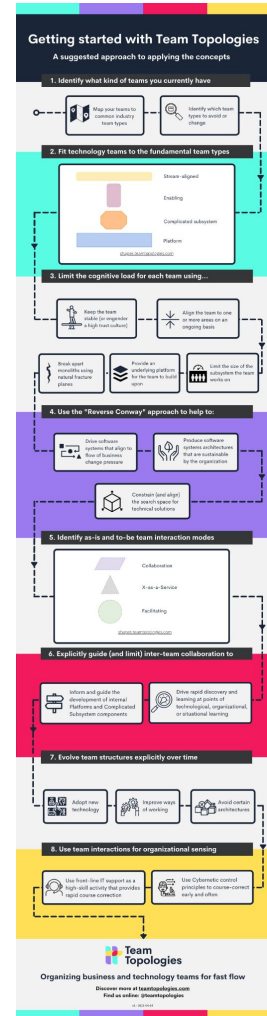 Getting started with Team Topologies
A suggested approach to applying the concepts
1. Identify what kind of teams you currently have
Map your teams to
common industry
team types
Identify which team
types to avoid or
change
2. Fit technology teams to the fundamental team types
Stream-aligned
Enabling
Complicated subsystem
Platform
shapes.teamtopologies.com
3. Limit the cognitive load for each team using...
Keep the team
stable (or engender
a high trust culture)
Align the team to one
or more areas on an
ongoing basis
Break apart
monoliths using
natural fracture
planes
Provide an
underlying platform
for the team to build
upon
Limit the size of the
subsystem the team
works on
4. Use the "Reverse Conway" approach to help to:
Drive software
systems that align to
flow of business
change pressure
Produce software
systems architectures
that are sustainable
by the organization
Constrain (and align)
the search space for
technical solutions
5. Identify as-is and to-be team interaction modes
Collaboration
X-as-a-Service
Facilitating
shapes.teamtopologies.com
6. Explicitly guide (and limit) inter-team collaboration to
Inform and guide the
development of internal
Platforms and Complicated
Subsystem components
Drive rapid discovery and
learning at points of
technological, organizational,
or situational learning
7. Evolve team structures explicitly over time
Adopt new
technology
Improve ways
of working
Avoid certain
architectures
8. Use team interactions for organizational sensing
Use front-line IT support as a
high-skill activity that provides
rapid course correction
Use Cybernetic control
principles to course-correct
early and often
Team
Topologies
Organizing business and technology teams for fast flow
Discover more at teamtopologies.com
Find us online: @teamtopologies